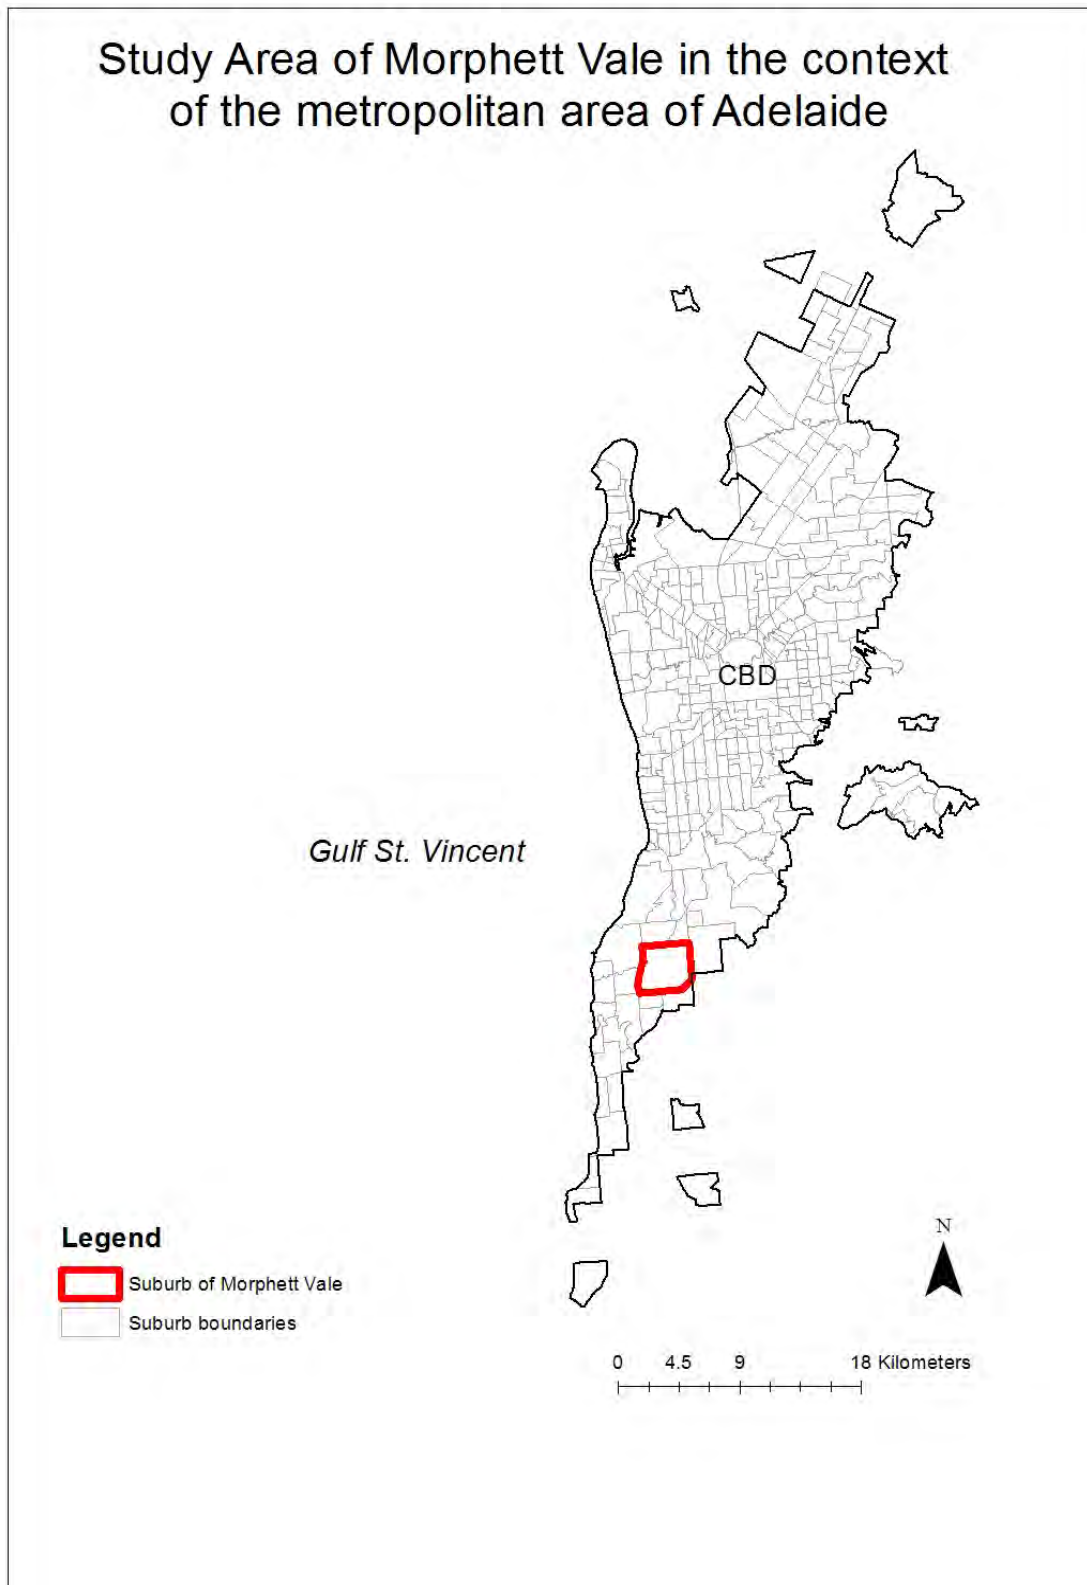 Study Area of Morphett Vale in the context
of the metropolitan area of Adelaide
CBD
Gulf St. Vincent
Legend
Suburb of Morphett Vale
Suburb boundaries
N
0 4.5 9 18 Kilometers